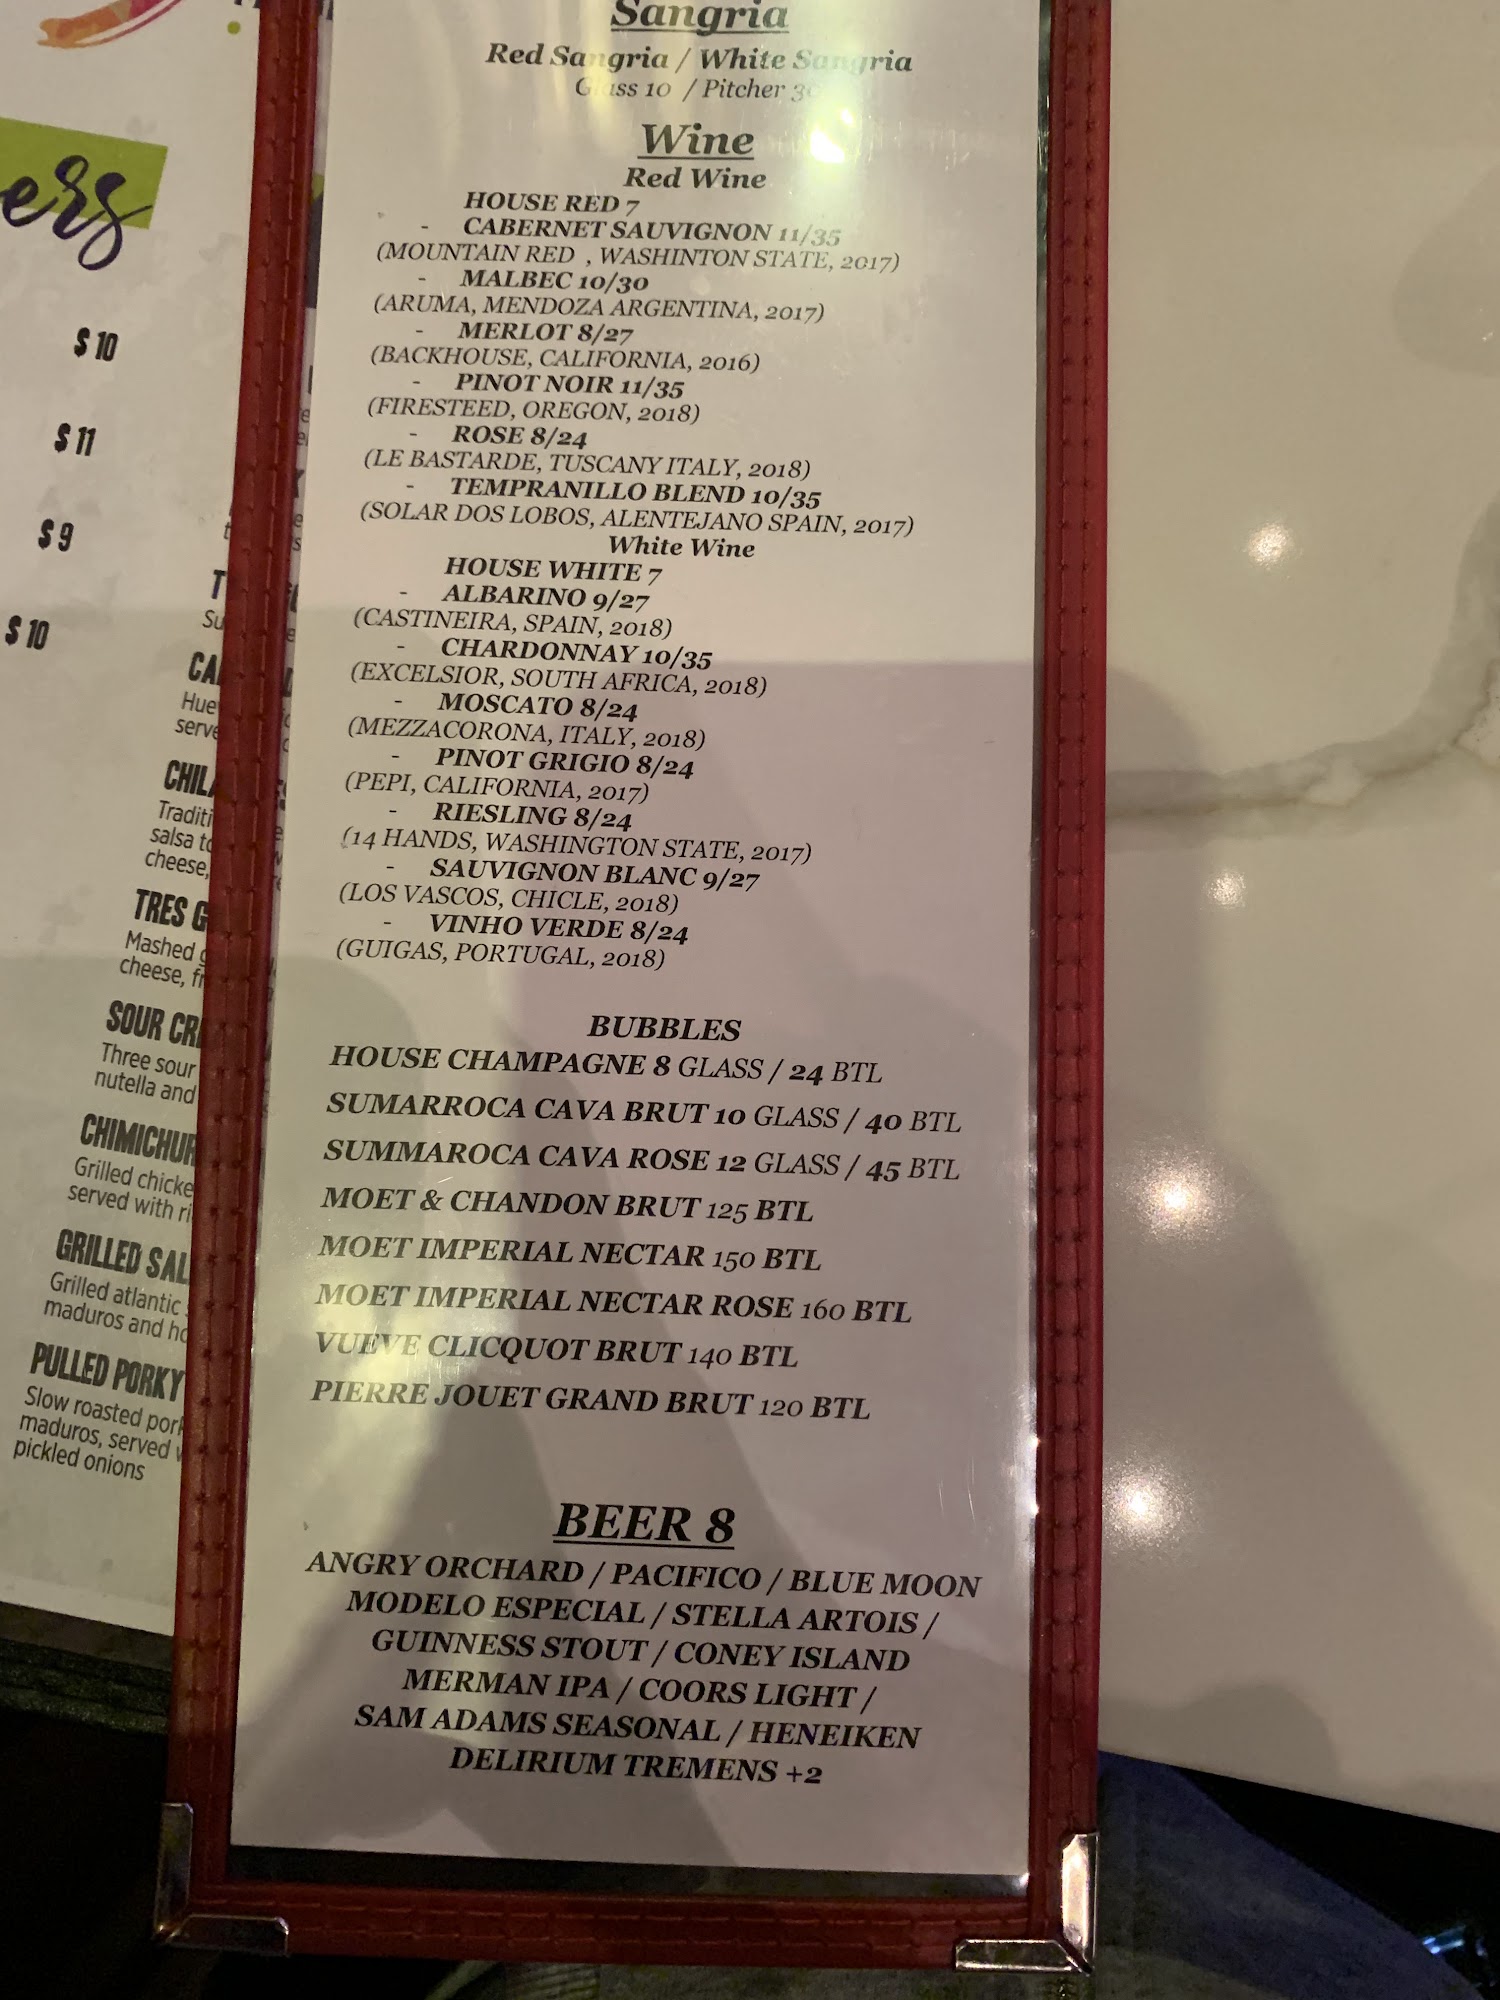 Sangria
Red Sangria / White Sangria
Glass 10 / Pitcher 30
Wine
Red Wine
HOUSE RED 7
- CABERNET SAUVIGNON 11/35
(MOUNTAIN RED , WASHINTON STATE, 2017)
- MALBEC 10/30
(ARUMA, MENDOZA ARGENTINA, 2017)
- MERLOT 8/27
(BACKHOUSE, CALIFORNIA, 2016)
- PINOT NOIR 11/35
(FIRESTEED, OREGON, 2018)
- ROSE 8/24
(LE BASTARDE, TUSCANY ITALY, 2018)
- TEMPRANILLO BLEND 10/35
(SOLAR DOS LOBOS, ALENTEJANO SPAIN, 2017)
White Wine
HOUSE WHITE 7
- ALBARINO 9/27
(CASTINEIRA, SPAIN, 2018)
- CHARDONNAY 10/35
(EXCELSIOR, SOUTH AFRICA, 2018)
- MOSCATO 8/24
(MEZZACORONA, ITALY, 2018)
- PINOT GRIGIO 8/24
(PEPI, CALIFORNIA, 2017)
- RIESLING 8/24
(14 HANDS, WASHINGTON STATE, 2017)
- SAUVIGNON BLANC 9/27
(LOS VASCOS, CHICLE, 2018)
- VINHO VERDE 8/24
(GUIGAS, PORTUGAL, 2018)
BUBBLES
HOUSE CHAMPAGNE 8 GLASS / 24 BTL
SUMARROCA CAVA BRUT 10 GLASS / 40 BTL
SUMMAROCA CAVA ROSE 12 GLASS / 45 BTL
MOET & CHANDON BRUT 125 BTL
MOET IMPERIAL NECTAR 150 BTL
MOET IMPERIAL NECTAR ROSE 160 BTL
VUEVE CLICQUOT BRUT 140 BTL
PIERRE JOUET GRAND BRUT 120 BTL
BEER 8
ANGRY ORCHARD / PACIFICO / BLUE MOON
MODELO ESPECIAL / STELLA ARTOIS /
GUINNESS STOUT / CONEY ISLAND
MERMAN IPA / COORS LIGHT /
SAM ADAMS SEASONAL / HENEIKEN
DELIRIUM TREMENS +2
ers
$ 10
$ 11
$ 9
$ 10
Traditi
salsa to
cheese,
TRES G
Mashed
cheese, fr
SOUR CR
Three sour
nutella and
CHIMICHUR
Grilled chicke
served with ri
GRILLED SAL
Grilled atlantic
maduros and ho
PULLED PORKY
Slow roasted pork
maduros, served
pickled onions